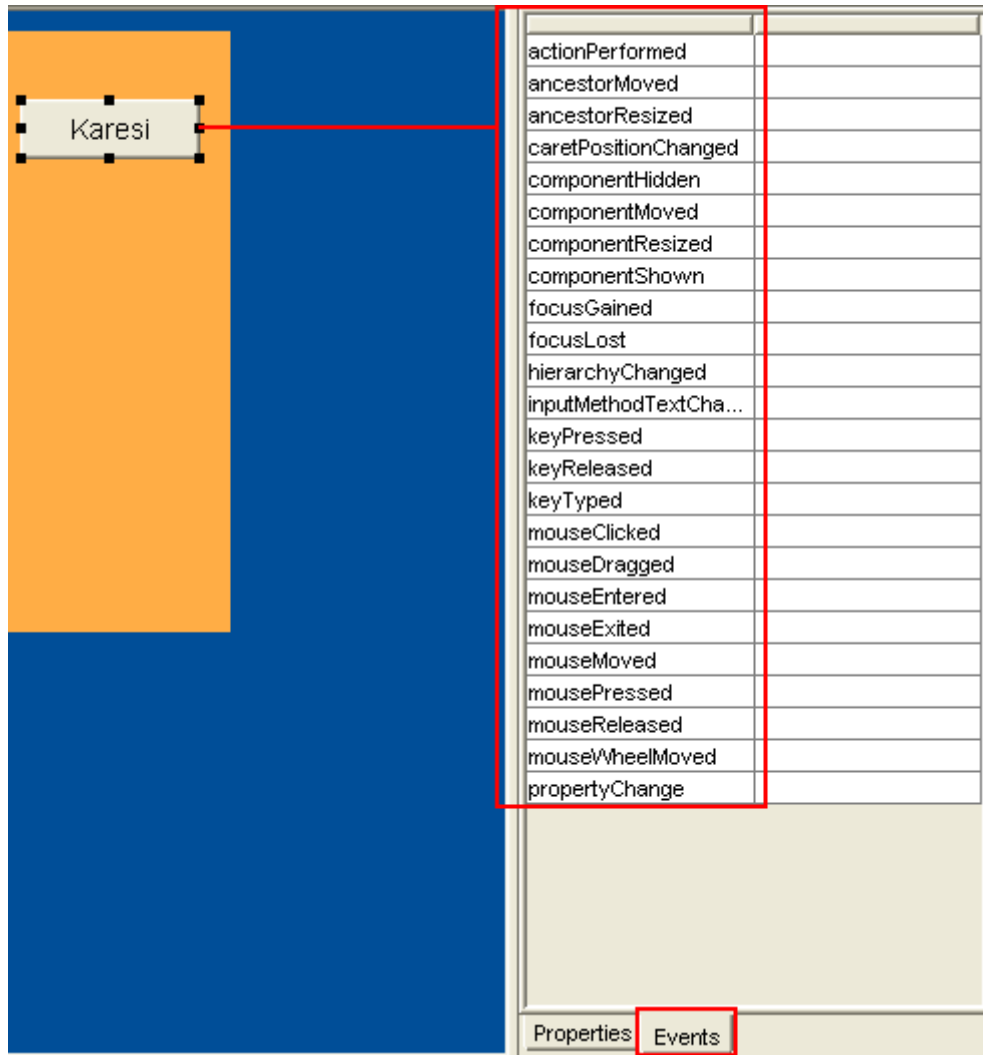 Karesi
actionPerformed
ancestorMoved
ancestorResized
caretPositionChanged
componentHidden
componentMoved
componentResized
componentShown
focusGained
focusLost
hierarchyChanged
inputMethodTextCha...
keyPressed
keyReleased
keyTyped
mouseClicked
mouseDragged
mouseEntered
mouseExited
mouseMoved
mousePressed
mouseReleased
mouseWheelMoved
propertyChange
Properties Events